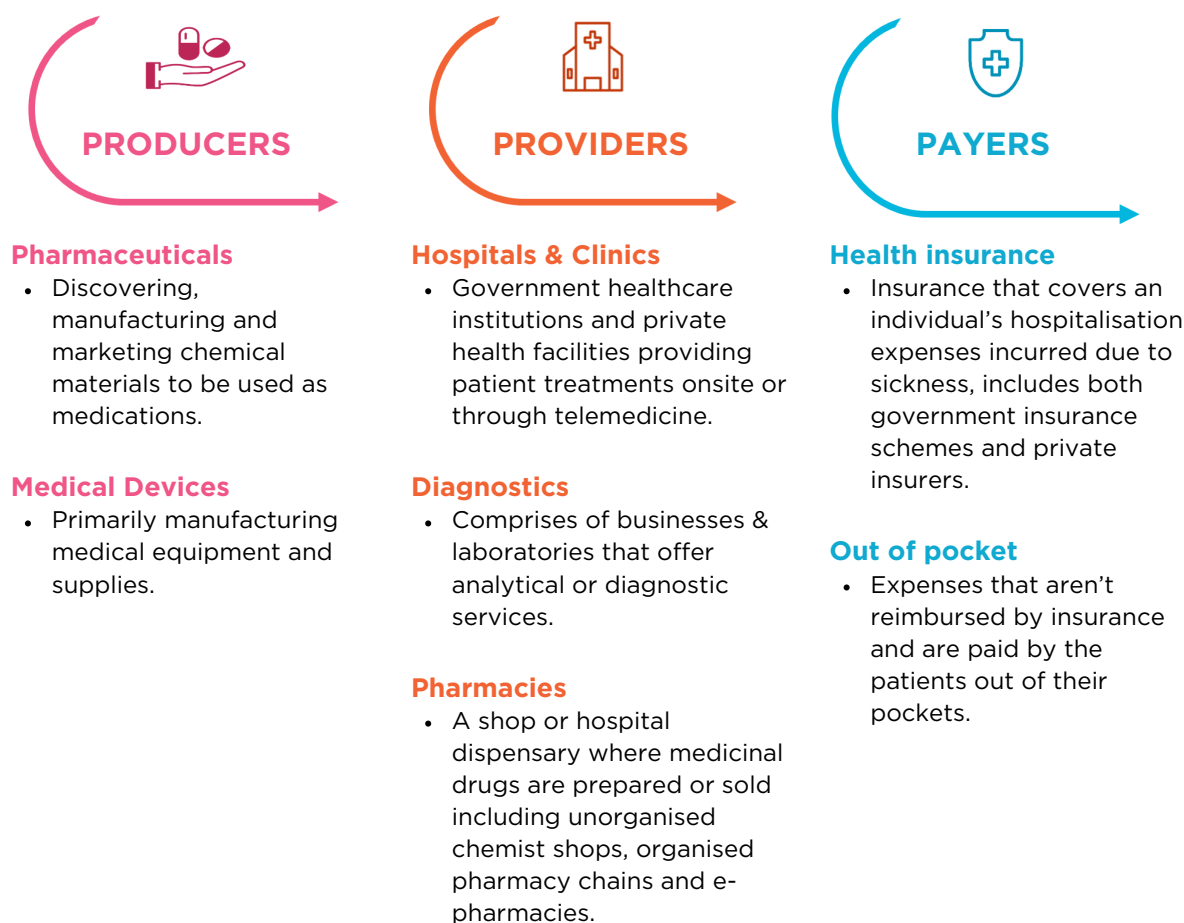 PRODUCERS
Pharmaceuticals
• Discovering,
manufacturing and
marketing chemical
materials to be used as
medications.
Medical Devices
• Primarily manufacturing
medical equipment and
supplies.
PROVIDERS
Hospitals & Clinics
• Government healthcare
institutions and private
health facilities providing
patient treatments onsite or
through telemedicine.
Diagnostics
• Comprises of businesses &
laboratories that offer
analytical or diagnostic
services.
Pharmacies
• A shop or hospital
dispensary where medicinal
drugs are prepared or sold
including unorganised
chemist shops, organised
pharmacy chains and e-
pharmacies.
PAYERS
Health insurance
• Insurance that covers an
individual’s hospitalisation
expenses incurred due to
sickness, includes both
government insurance
schemes and private
insurers.
Out of pocket
• Expenses that aren’t
reimbursed by insurance
and are paid by the
patients out of their
pockets.